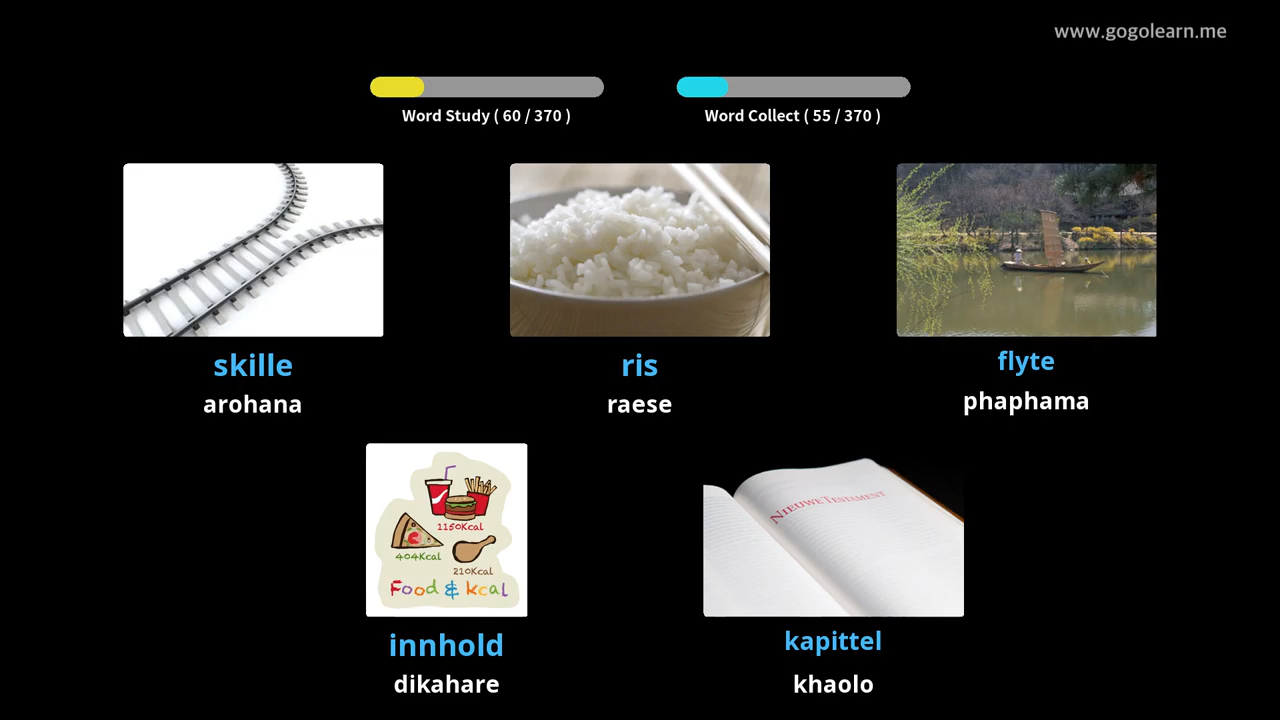 www.gogolearn.me
Word Study ( 60 / 370 )
Word Collect ( 55 / 370 )
skille
arohana
ris
raese
flyte
phaphama
1150Kcal
404Kcal
210Kcal
Food & kcal
innhold
dikahare
NIEUWE TESTAMENT
kapittel
khaolo